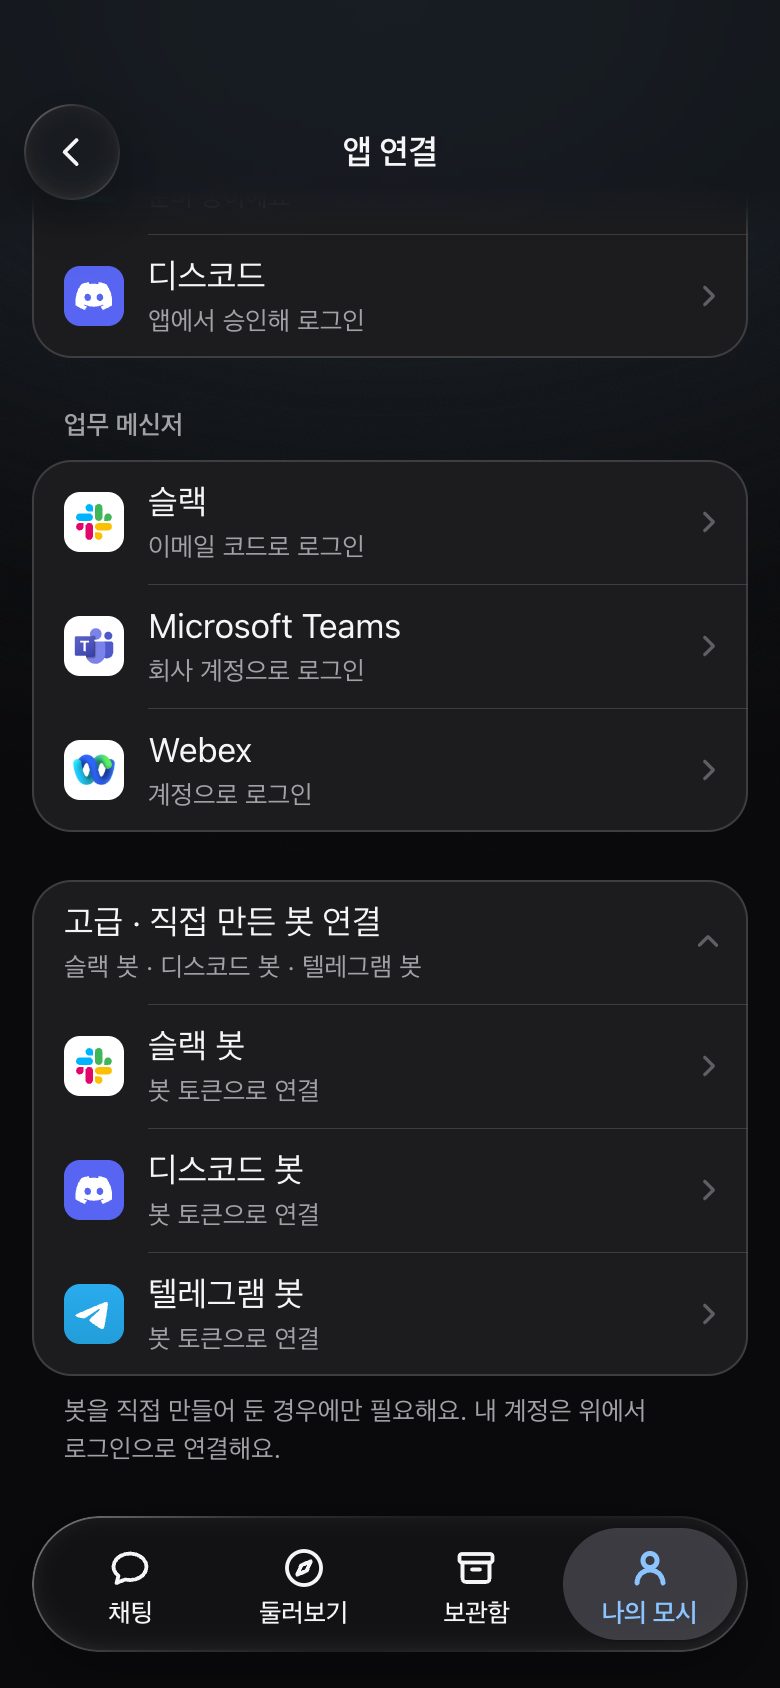 앱 연결
디스코드
앱에서 승인해 로그인
업무 메신저
슬랙
이메일 코드로 로그인
Microsoft Teams
회사 계정으로 로그인
Webex
계정으로 로그인
고급 · 직접 만든 봇 연결
슬랙 봇 · 디스코드 봇 · 텔레그램 봇
슬랙 봇
봇 토큰으로 연결
디스코드 봇
봇 토큰으로 연결
텔레그램 봇
봇 토큰으로 연결
봇을 직접 만들어 둔 경우에만 필요해요. 내 계정은 위에서
로그인으로 연결해요.
채팅
둘러보기
보관함
나의 모시